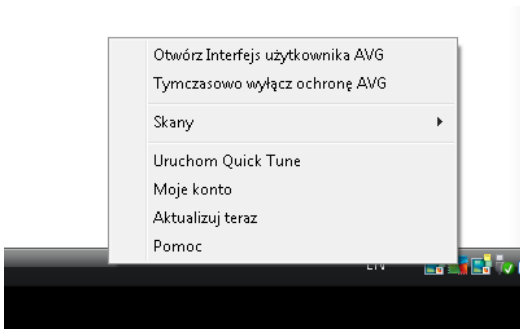 Otwórz Interfejs użytkownika AVG
Tymczasowo wyłącz ochronę AVG
Skany
Uruchom Quick Tune
Moje konto
Aktualizuj teraz
Pomoc